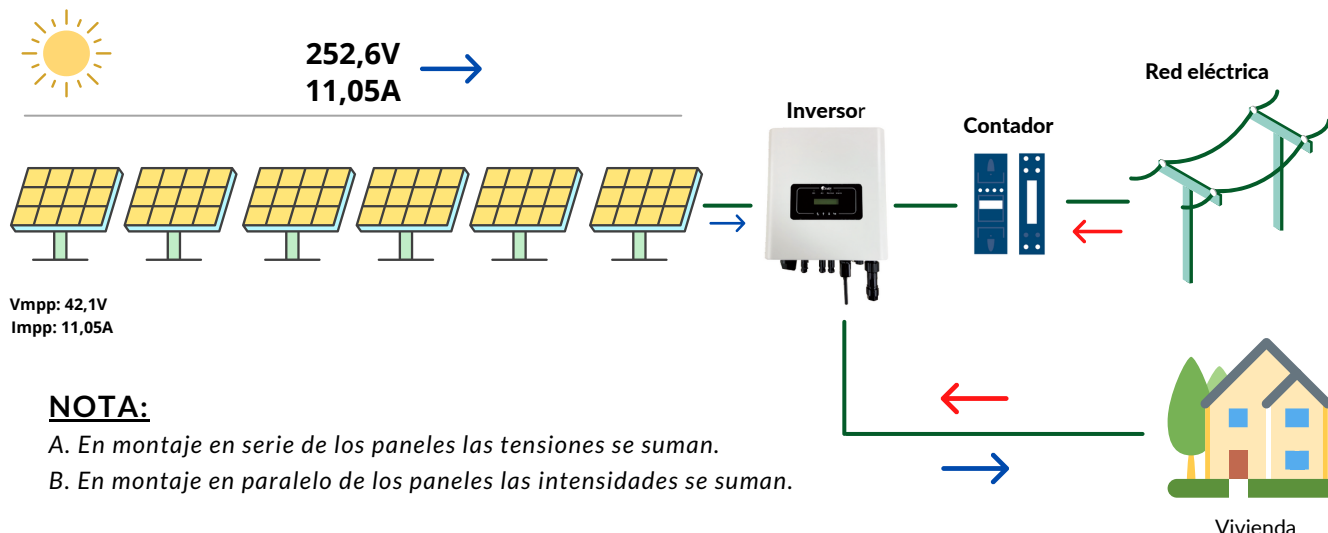 252,6V
11,05A
Red eléctrica
Inversor
Contador
Vmpp: 42,1V
Impp: 11,05A
NOTA:
A. En montaje en serie de los paneles las tensiones se suman.
B. En montaje en paralelo de los paneles las intensidades se suman.
Vivienda